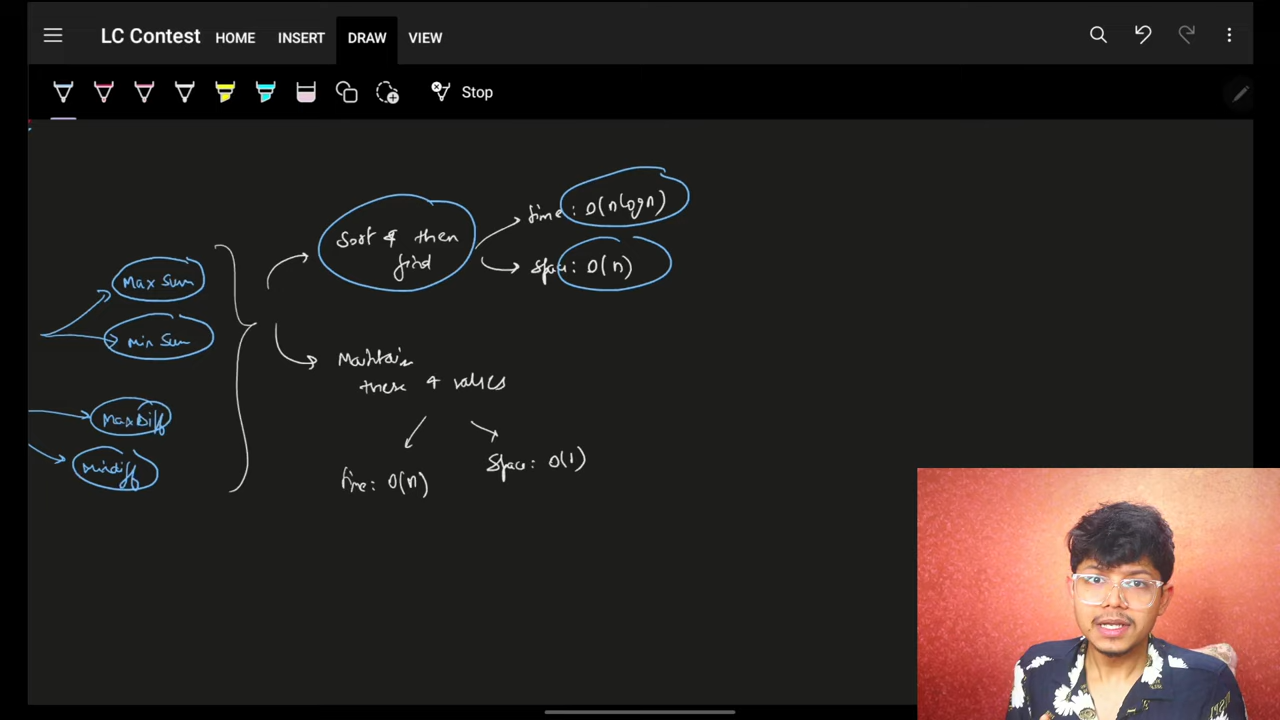 LC Contest HOME INSERT DRAW VIEW
Stop
Sort & then
find
time: O(nlogn)
Space: O(n)
Max Sum
min Sum
MaxDiff
Mindiff
Maintain
these 4 values
time: O(n)
Space: O(1)